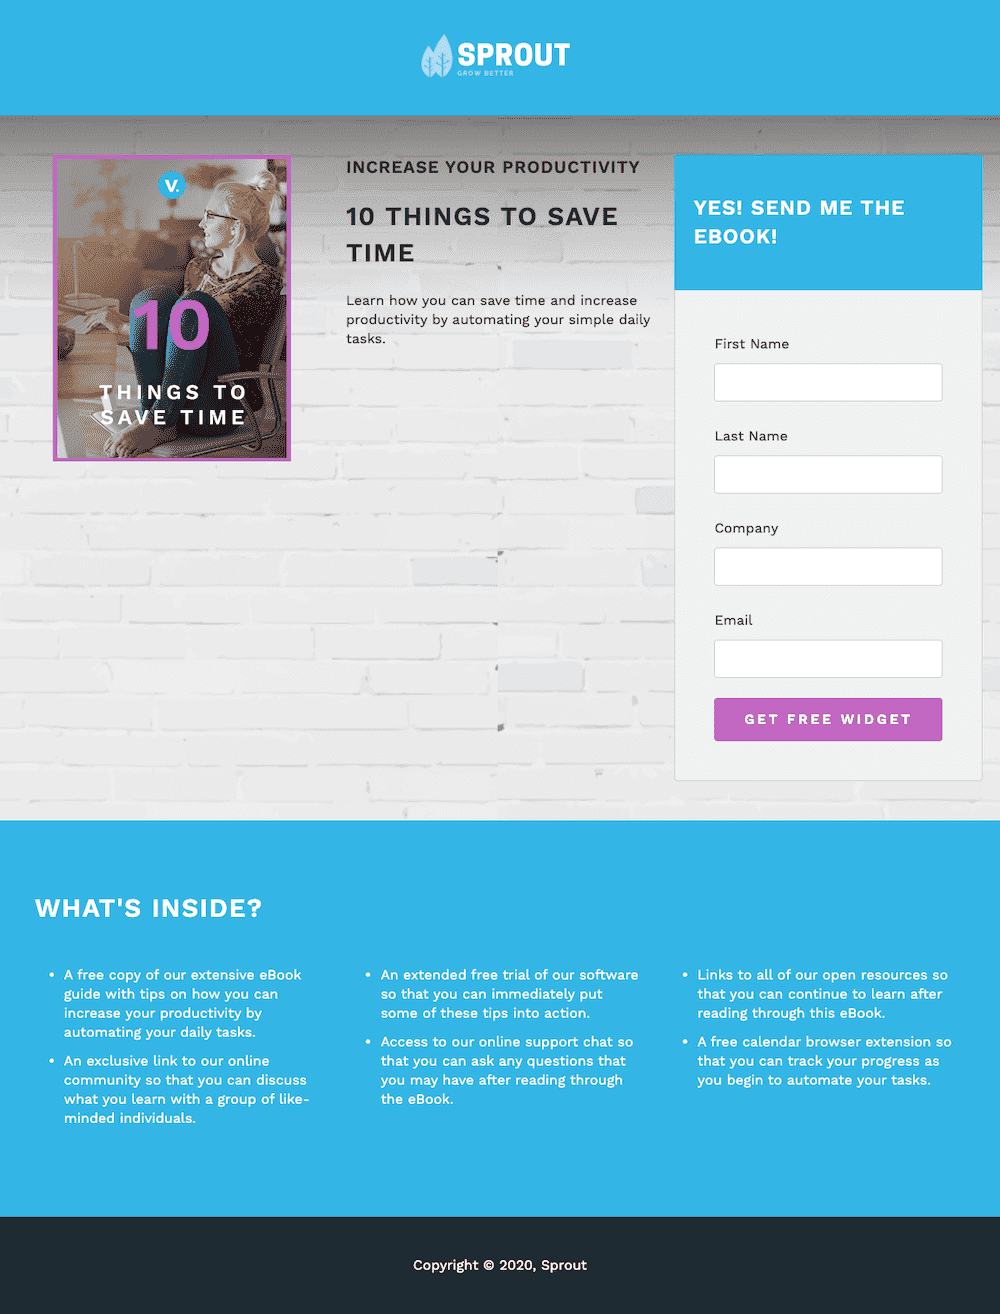 SPROUT
GROW BETTER
V.
10
THINGS TO
SAVE TIME
INCREASE YOUR PRODUCTIVITY
10 THINGS TO SAVE
TIME
Learn how you can save time and increase
productivity by automating your simple daily
tasks.
YES! SEND ME THE
EBOOK!
First Name
Last Name
Company
Email
GET FREE WIDGET
WHAT'S INSIDE?
• A free copy of our extensive eBook
guide with tips on how you can
increase your productivity by
automating your daily tasks.
• An exclusive link to our online
community so that you can discuss
what you learn with a group of like-
minded individuals.
• An extended free trial of our software
so that you can immediately put
some of these tips into action.
• Access to our online support chat so
that you can ask any questions that
you may have after reading through
the eBook.
• Links to all of our open resources so
that you can continue to learn after
reading through this eBook.
• A free calendar browser extension so
that you can track your progress as
you begin to automate your tasks.
Copyright © 2020, Sprout